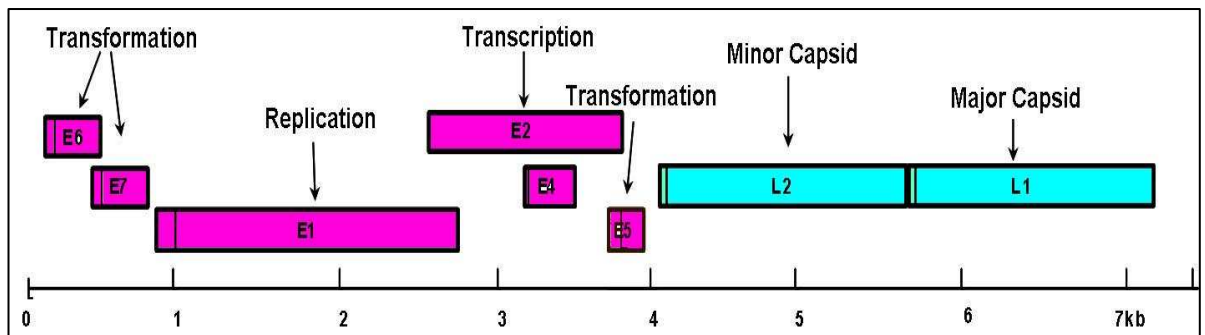 Transformation
Transcription
Minor Capsid
Transformation
Major Capsid
Replication
E6
E2
E7
E4
L2
L1
E1
E5
0 1 2 3 4 5 6 7kb